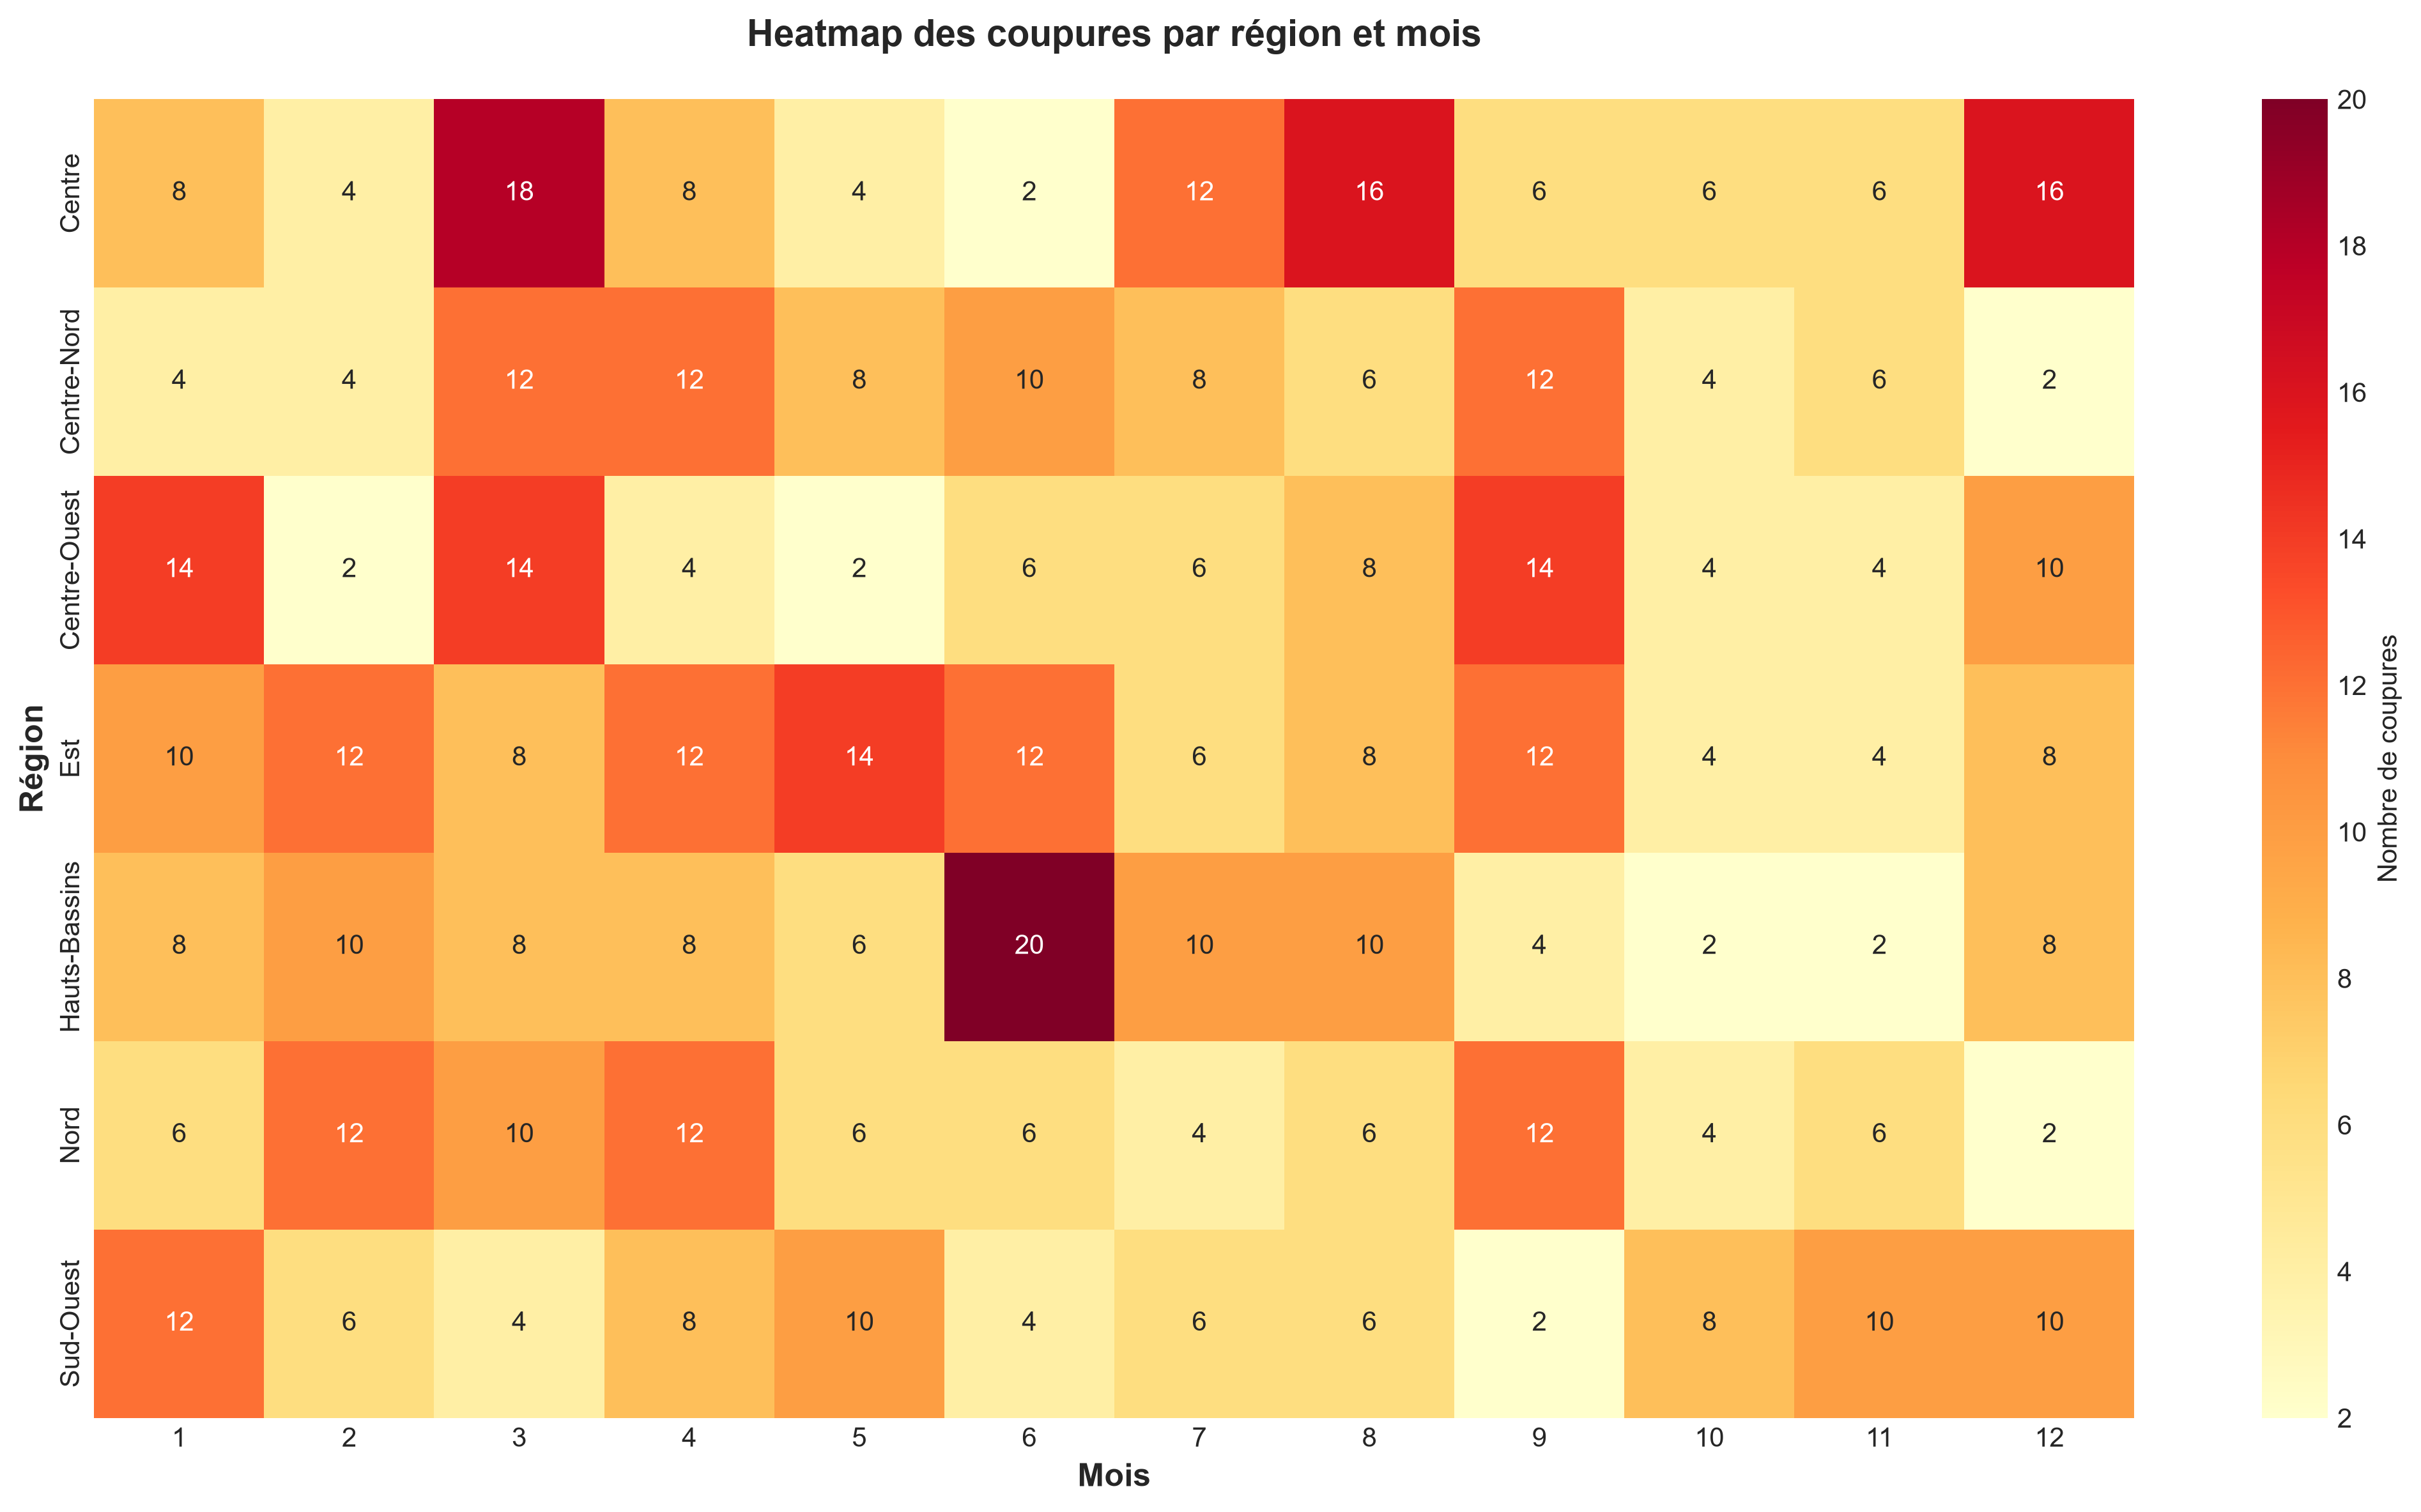 Heatmap des coupures par région et mois
Région
Centre 8 4 18 8 4 2 12 16 6 6 6 16
Centre-Nord 4 4 12 12 8 10 8 6 12 4 6 2
Centre-Ouest 14 2 14 4 2 6 6 8 14 4 4 10
Est 10 12 8 12 14 12 6 8 12 4 4 8
Hauts-Bassins 8 10 8 8 6 20 10 10 4 2 2 8
Nord 6 12 10 12 6 6 4 6 12 4 6 2
Sud-Ouest 12 6 4 8 10 4 6 6 2 8 10 10
1 2 3 4 5 6 7 8 9 10 11 12
Mois
20
18
16
14
12
10
8
6
4
2
Nombre de coupures